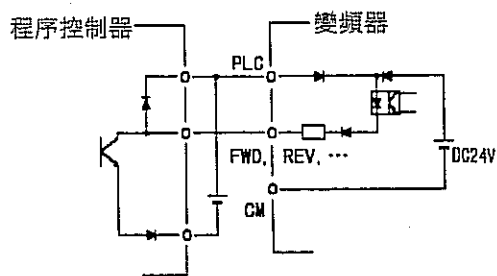 程序控制器
變頻器
PLC
FWD, REV, ···
DC24V
CM